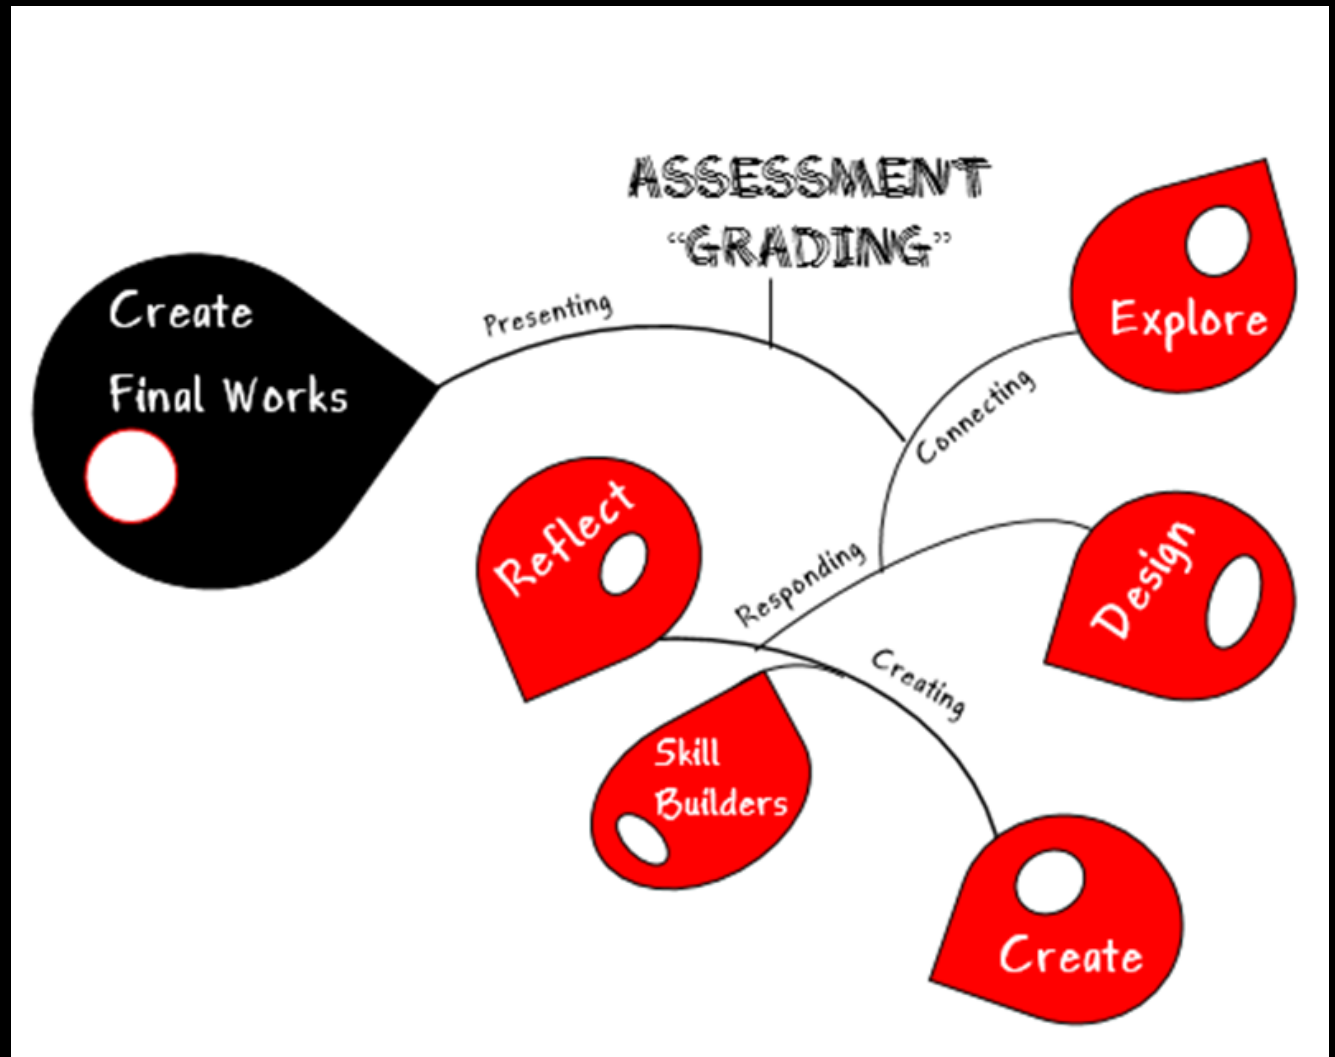 ASSESSMENT
“GRADING”
Create
Final Works
Presenting
Explore
Connecting
Reflect
Responding
Design
Creating
Skill
Builders
Create